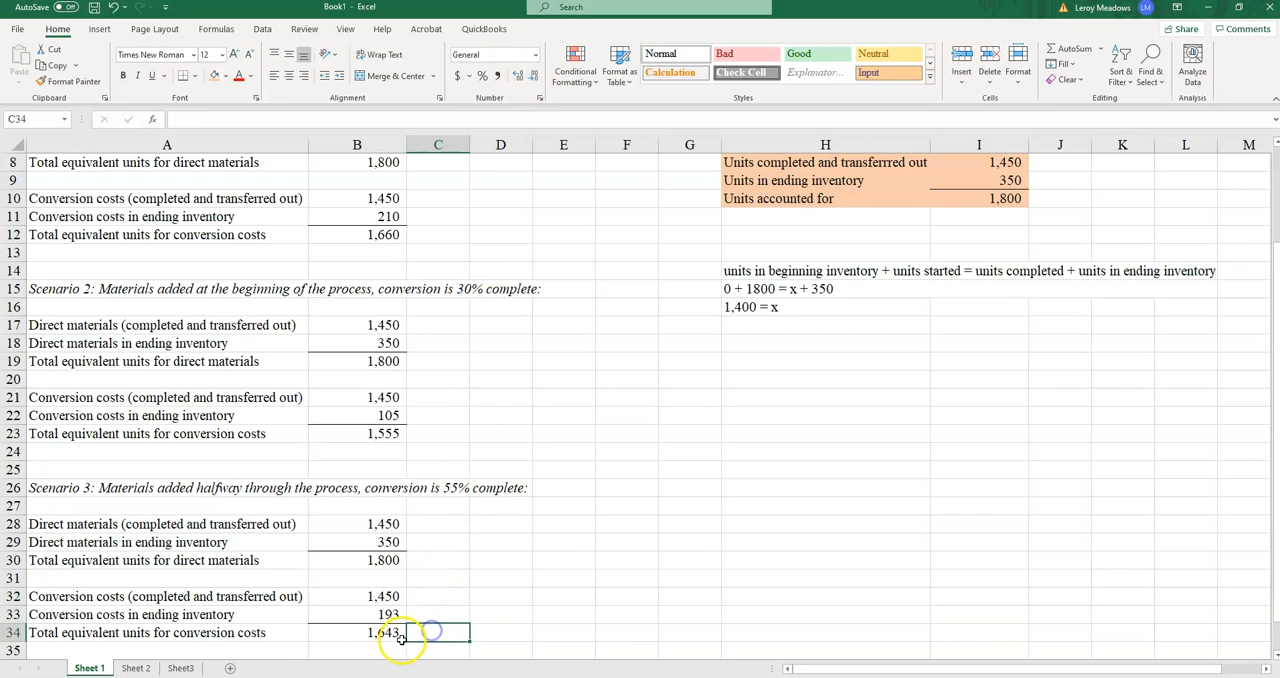 AutoSave Off Book1 - Excel Search Leroy Meadows LM
File Home Insert Page Layout Formulas Data Review View Help Acrobat QuickBooks Share Comments
Paste Cut Copy Format Painter Clipboard
Times New Roman 12 B I U Font
Wrap Text Merge & Center Alignment
General $ % Number
Conditional Formatting Format as Table Normal Bad Good Neutral Calculation Check Cell Explanator... Input Styles
Insert Delete Format Cells
AutoSum Fill Clear Sort & Filter Find & Select Editing
Analyze Data Analysis
C34 fx
A B C D E F G H I J K L M
8 Total equivalent units for direct materials 1,800 Units completed and transferrred out 1,450
9 Units in ending inventory 350
10 Conversion costs (completed and transferred out) 1,450 Units accounted for 1,800
11 Conversion costs in ending inventory 210
12 Total equivalent units for conversion costs 1,660
13
14 units in beginning inventory + units started = units completed + units in ending inventory
15 Scenario 2: Materials added at the beginning of the process, conversion is 30% complete: 0 + 1800 = x + 350
16 1,400 = x
17 Direct materials (completed and transferred out) 1,450
18 Direct materials in ending inventory 350
19 Total equivalent units for direct materials 1,800
20
21 Conversion costs (completed and transferred out) 1,450
22 Conversion costs in ending inventory 105
23 Total equivalent units for conversion costs 1,555
24
25
26 Scenario 3: Materials added halfway through the process, conversion is 55% complete:
27
28 Direct materials (completed and transferred out) 1,450
29 Direct materials in ending inventory 350
30 Total equivalent units for direct materials 1,800
31
32 Conversion costs (completed and transferred out) 1,450
33 Conversion costs in ending inventory 193
34 Total equivalent units for conversion costs 1,643
35
Sheet 1 Sheet 2 Sheet3